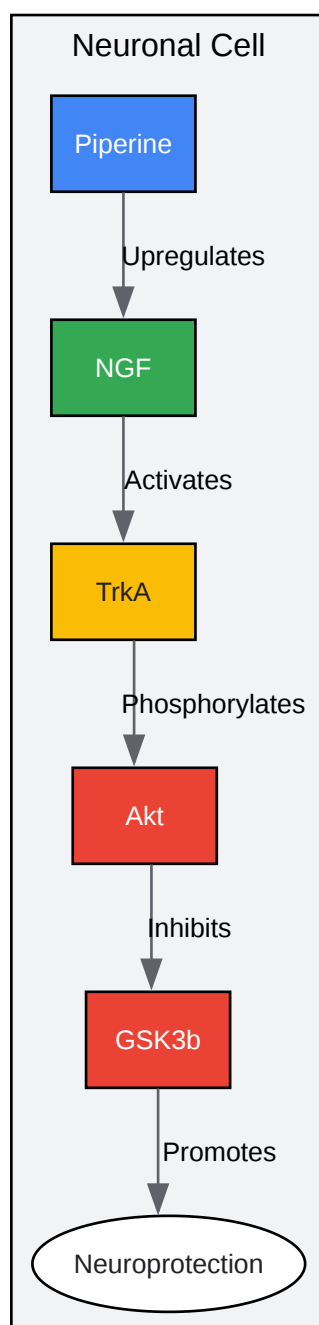 Neuronal Cell
Piperine
Upregulates
NGF
Activates
TrkA
Phosphorylates
Akt
Inhibits
GSK3b
Promotes
Neuroprotection